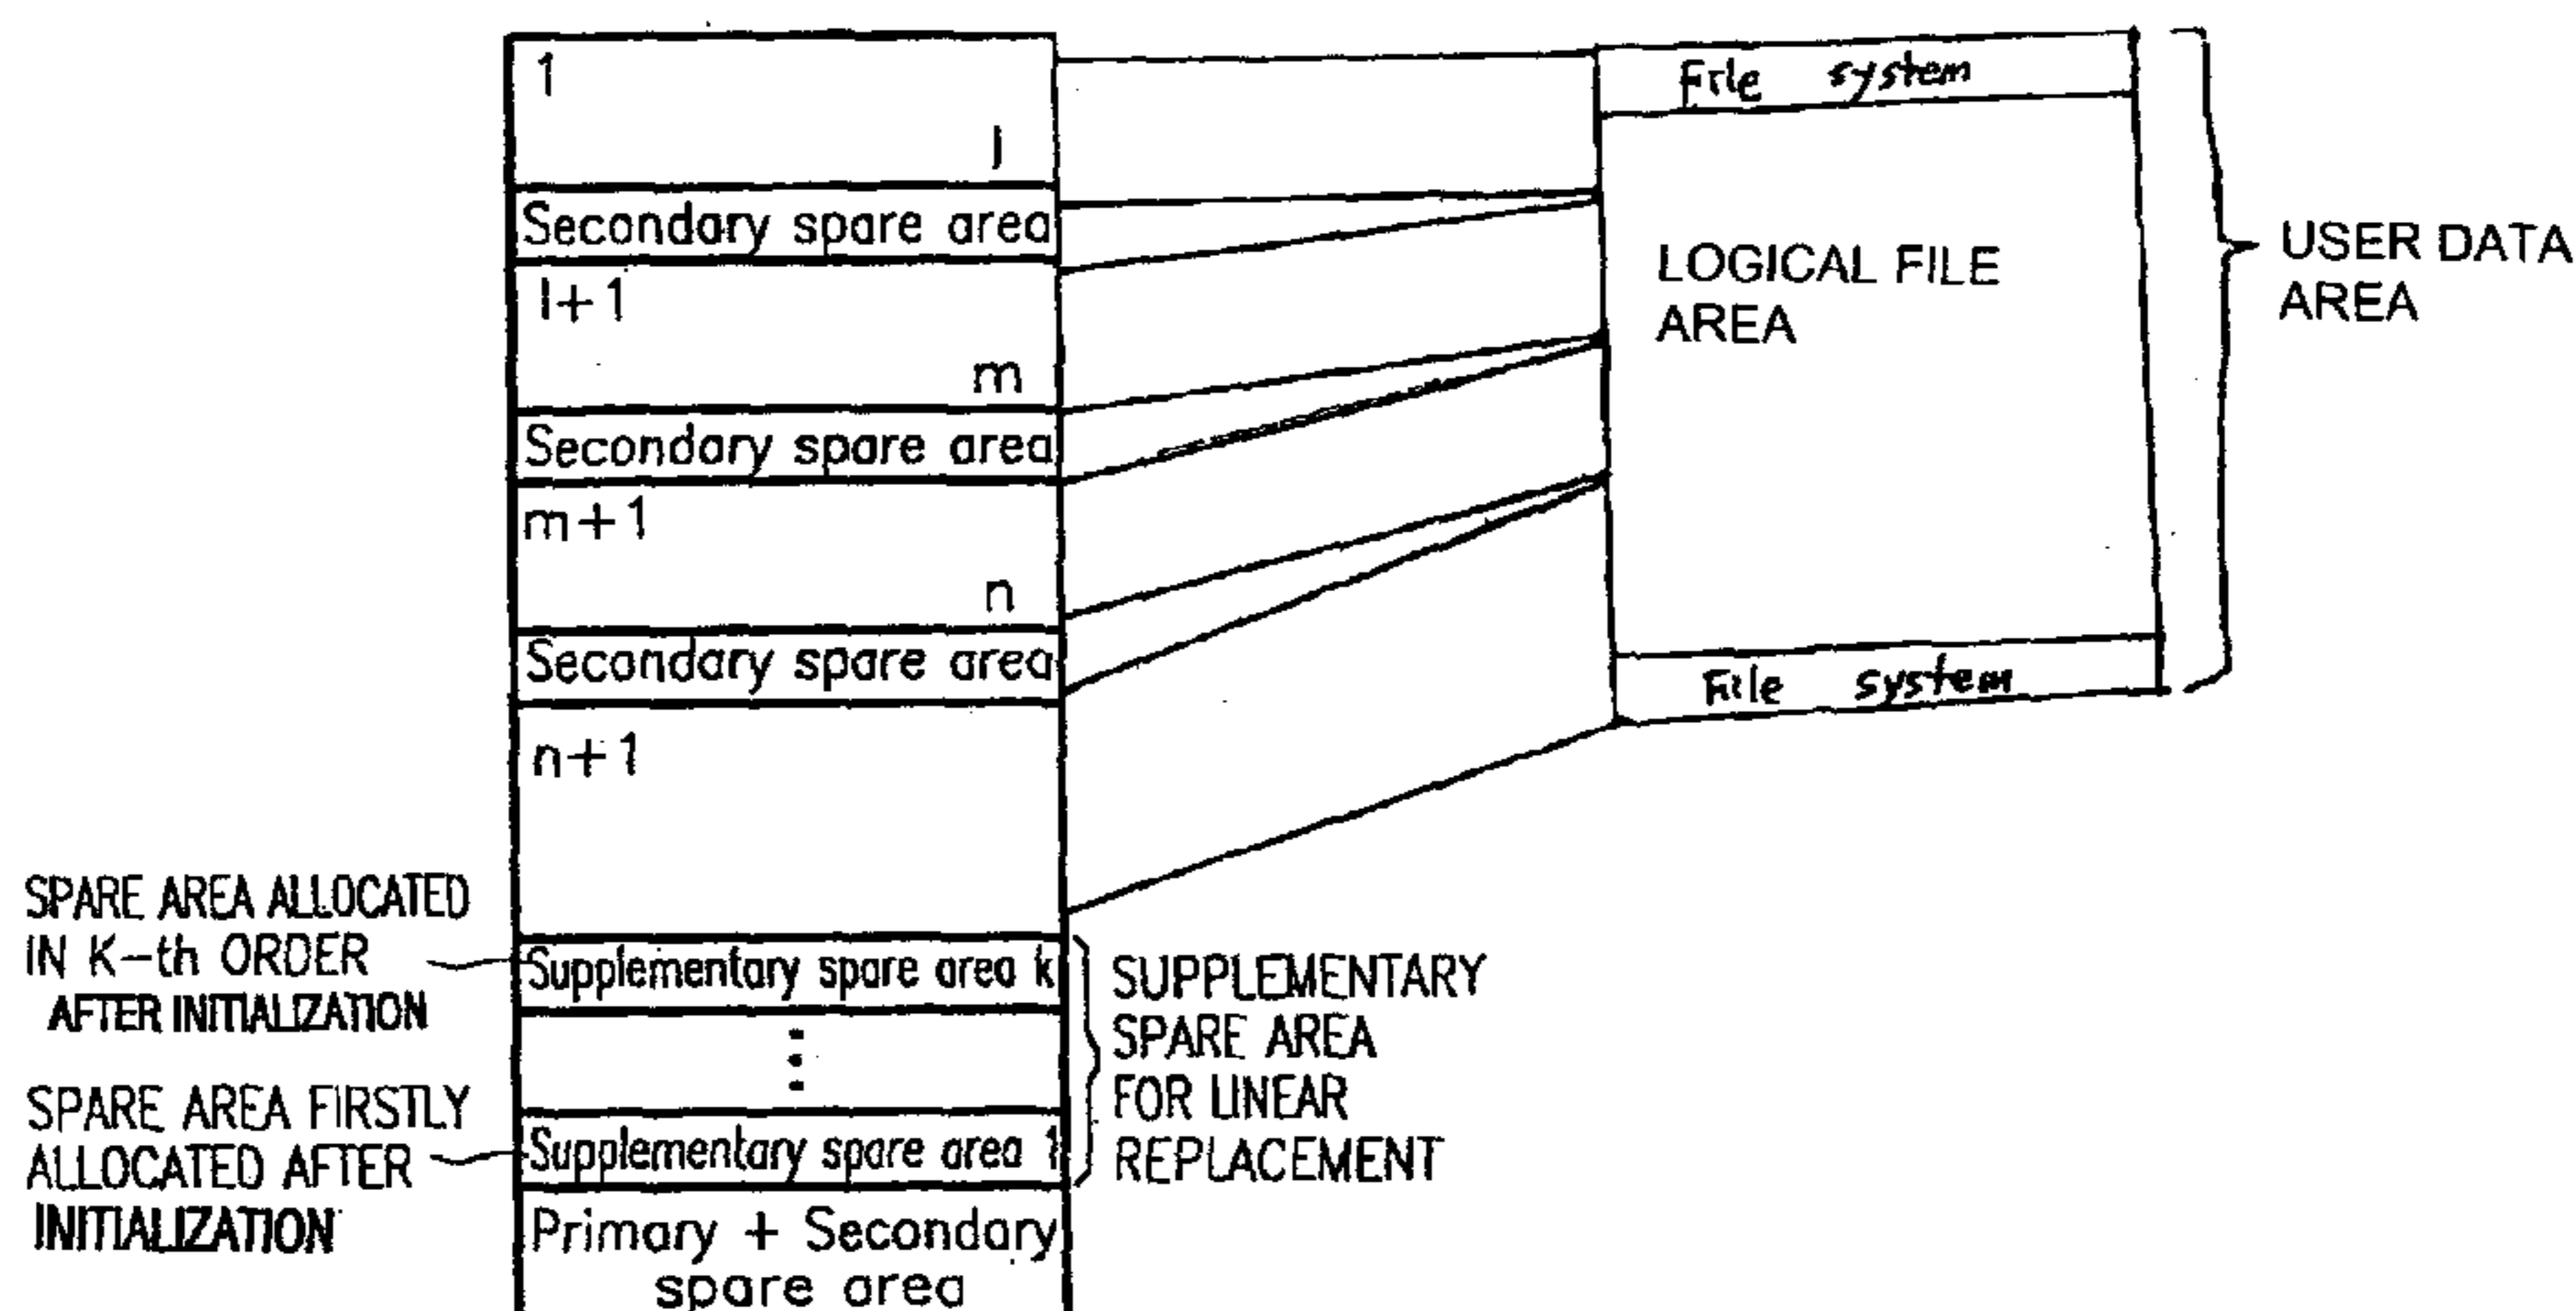 1
l
Secondary spare area
l+1
m
Secondary spare area
m+1
n
Secondary spare area
n+1
Supplementary spare area k
⋮
Supplementary spare area 1
Primary + Secondary
spare area
File system
LOGICAL FILE
AREA
File system
USER DATA
AREA
SPARE AREA ALLOCATED
IN K-th ORDER
AFTER INITIALIZATION
SPARE AREA FIRSTLY
ALLOCATED AFTER
INITIALIZATION
SUPPLEMENTARY
SPARE AREA
FOR LINEAR
REPLACEMENT